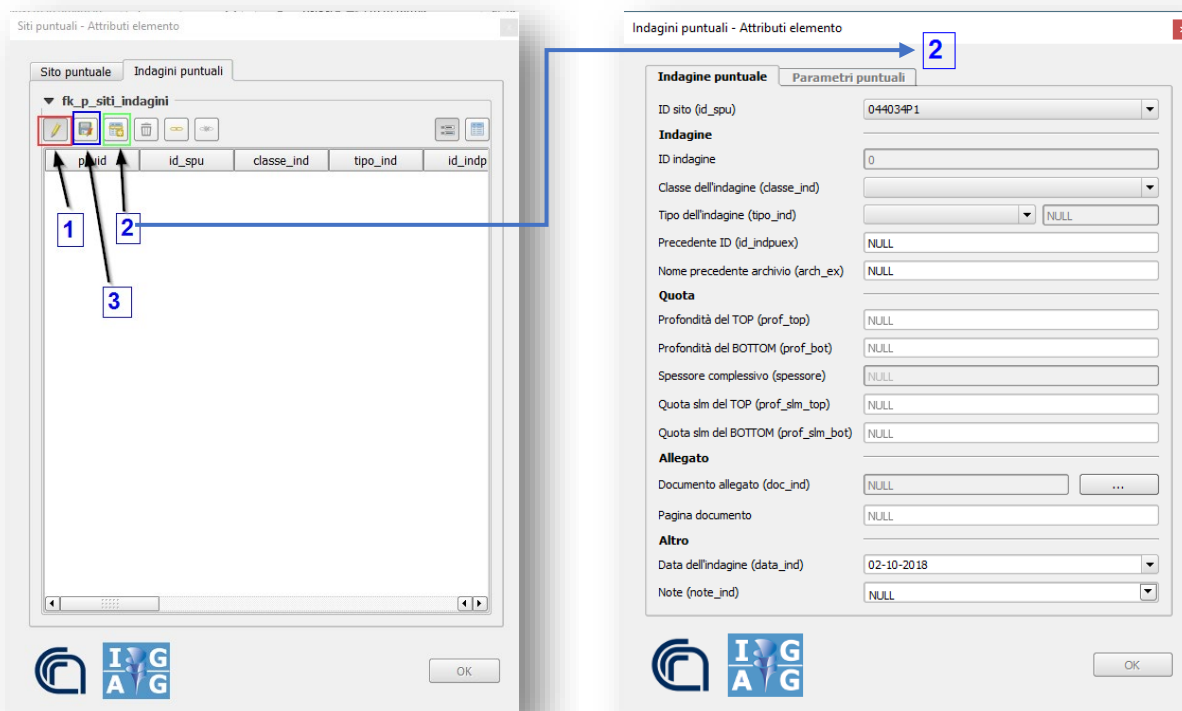 Siti puntuali - Attributi elemento
Sito puntuale
Indagini puntuali
fk_p_siti_indagini
id_spu
classe_ind
tipo_ind
id_indp
1
2
3
OK
I G
A G
Indagini puntuali - Attributi elemento
2
Indagine puntuale
Parametri puntuali
ID sito (id_spu) 044034P1
Indagine
ID indagine 0
Classe dell'indagine (classe_ind)
Tipo dell'indagine (tipo_ind) NULL
Precedente ID (id_indpuex) NULL
Nome precedente archivio (arch_ex) NULL
Quota
Profondità del TOP (prof_top) NULL
Profondità del BOTTOM (prof_bot) NULL
Spessore complessivo (spessore) NULL
Quota slm del TOP (prof_slm_top) NULL
Quota slm del BOTTOM (prof_slm_bot) NULL
Allegato
Documento allegato (doc_ind) NULL ...
Pagina documento NULL
Altro
Data dell'indagine (data_ind) 02-10-2018
Note (note_ind) NULL
I G
A G
OK